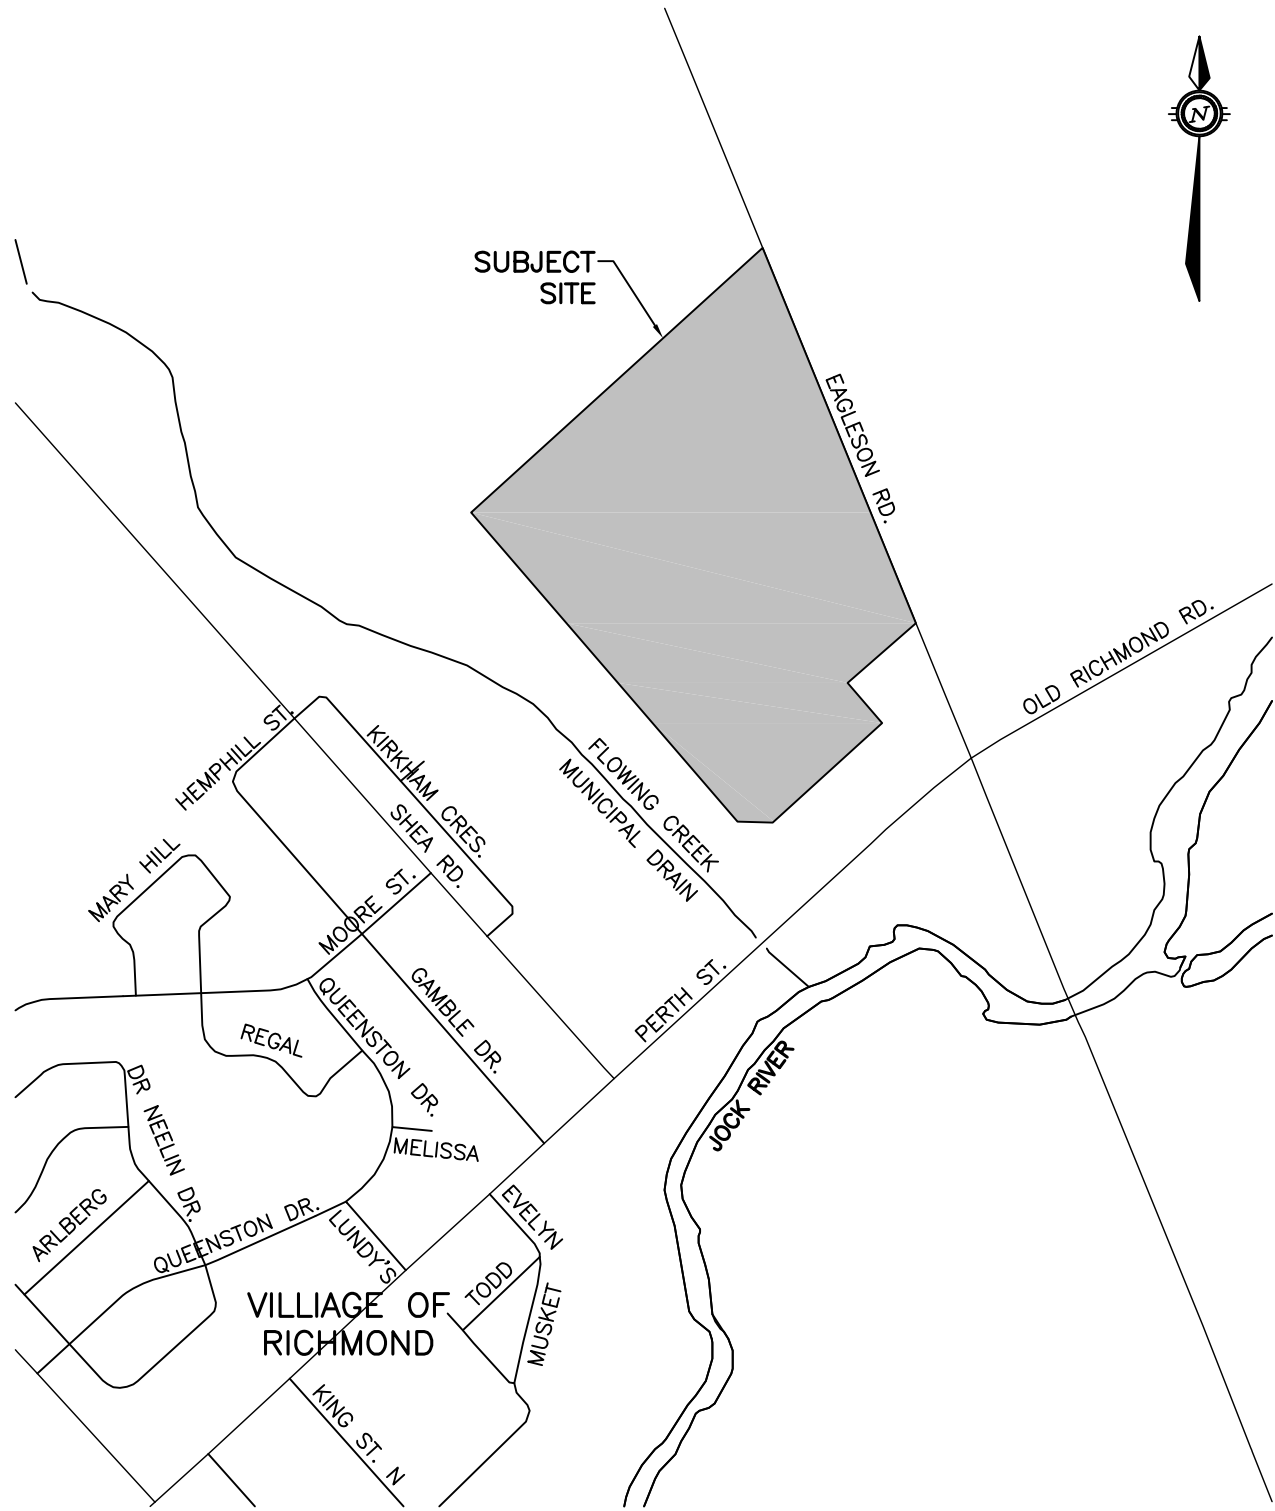 N
SUBJECT
SITE
EAGLESON RD.
OLD RICHMOND RD.
HEMPHILL ST.
KIRKHAM CRES.
FLOWING CREEK
MUNICIPAL DRAIN
SHEA RD.
MARY HILL
MOORE ST.
QUEENSTON DR.
GAMBLE DR.
PERTH ST.
REGAL
JOCK RIVER
DR NEELIN DR.
MELISSA
ARLBERG
QUEENSTON DR.
LUNDY'S
EVELYN
TODD
MUSKET
VILLIAGE OF
RICHMOND
KING ST. N